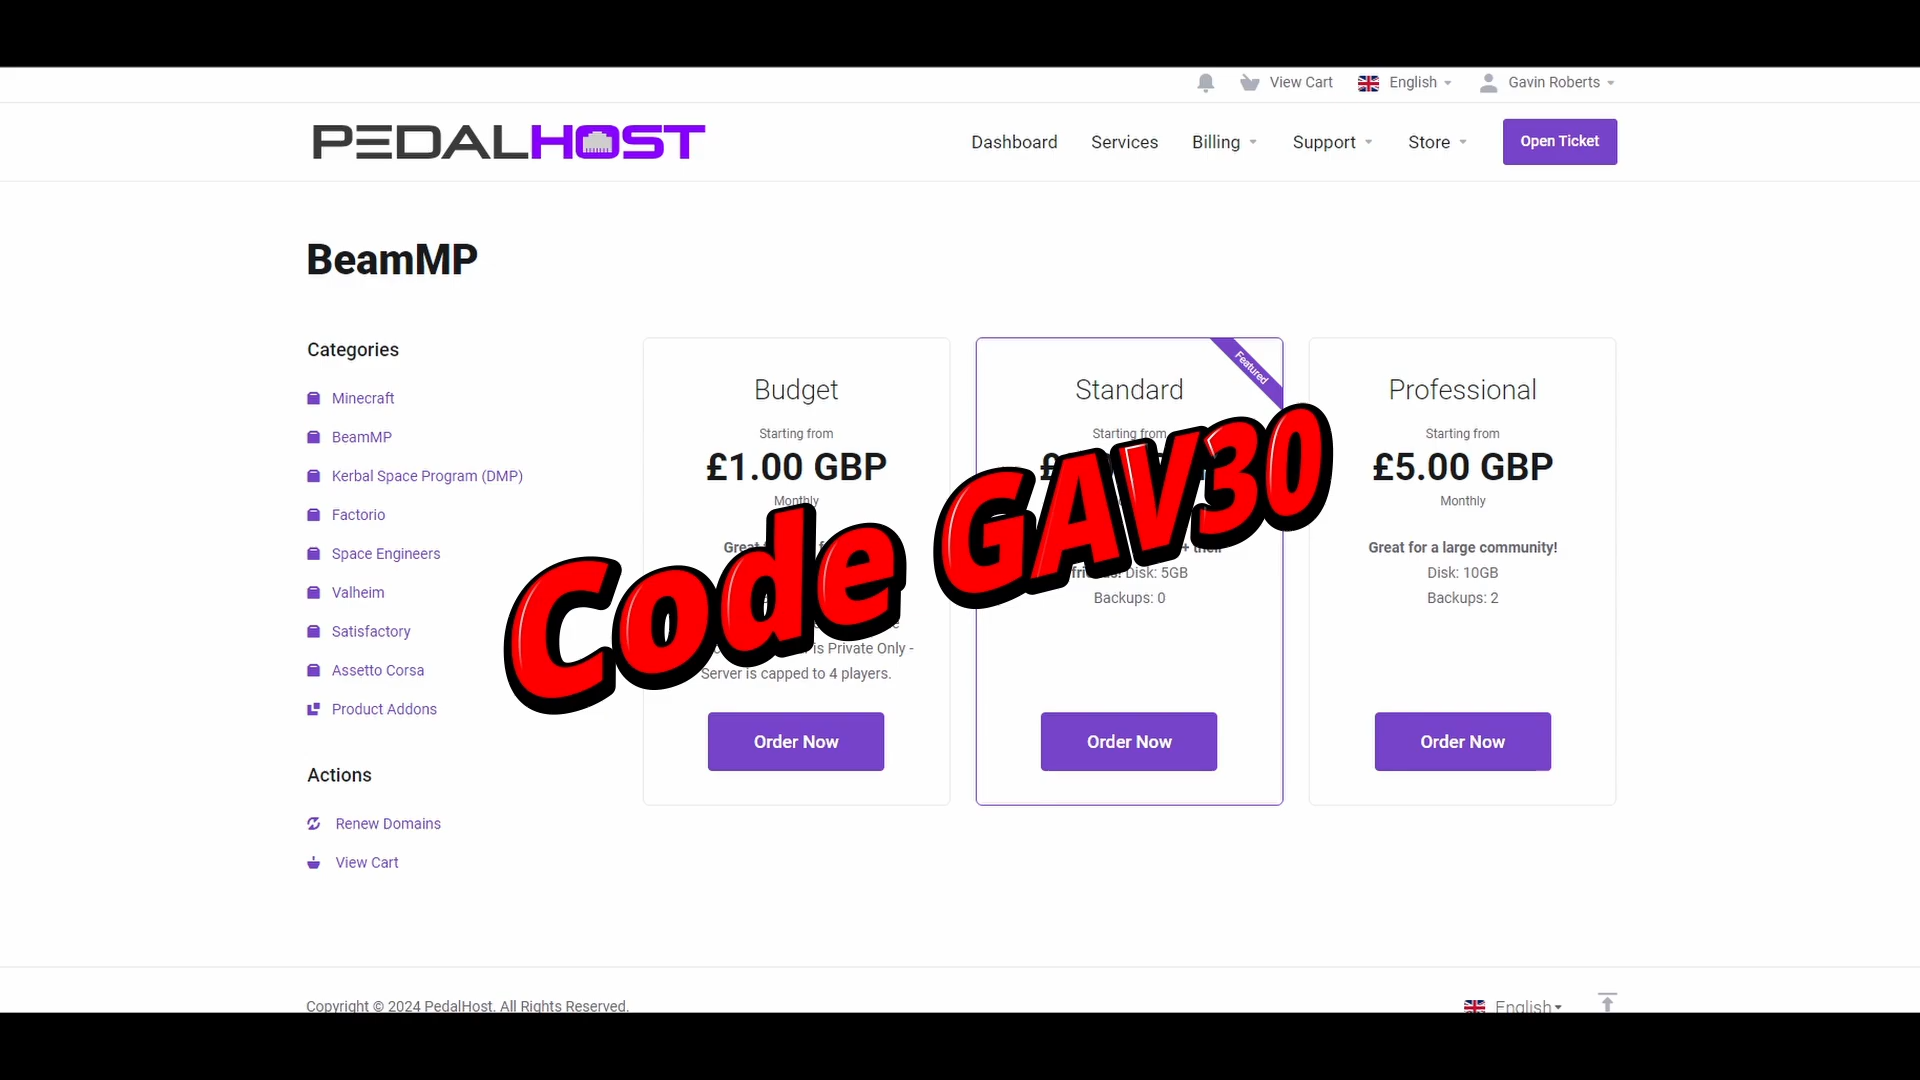 View Cart
English
Gavin Roberts
PEDALHOST
Dashboard
Services
Billing
Support
Store
Open Ticket
BeamMP
Categories
Minecraft
BeamMP
Kerbal Space Program (DMP)
Factorio
Space Engineers
Valheim
Satisfactory
Assetto Corsa
Product Addons
Actions
Renew Domains
View Cart
Budget
Starting from
£1.00 GBP
Monthly
Great
is Private Only -
Server is capped to 4 players.
Order Now
Featured
Standard
Starting from
£
Disk: 5GB
Backups: 0
Order Now
Professional
Starting from
£5.00 GBP
Monthly
Great for a large community!
Disk: 10GB
Backups: 2
Order Now
Code GAV30
Copyright © 2024 PedalHost. All Rights Reserved.
English